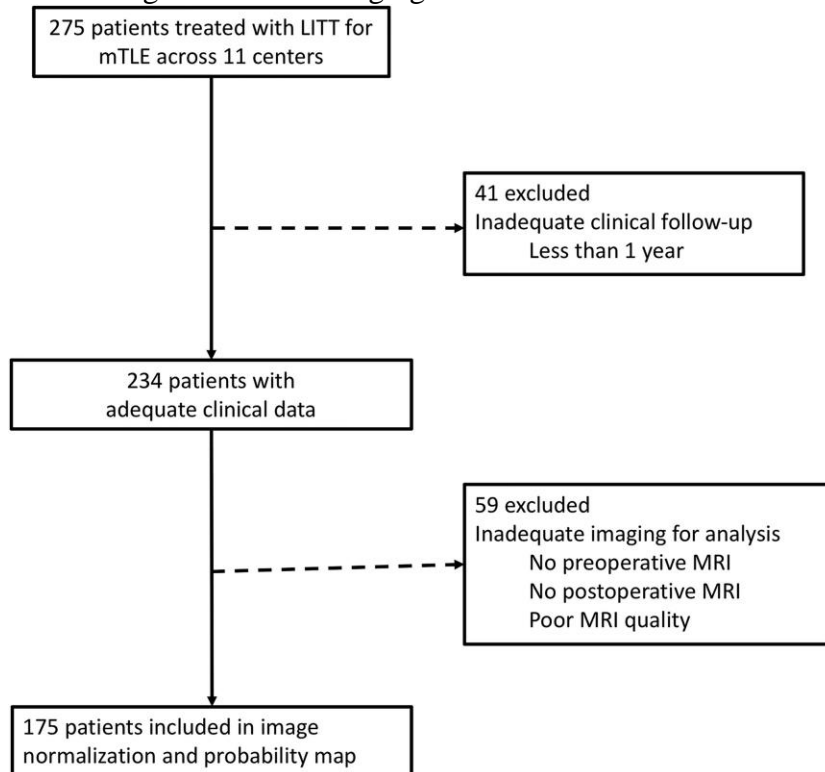 275 patients treated with LITT for
mTLE across 11 centers
41 excluded
Inadequate clinical follow-up
Less than 1 year
234 patients with
adequate clinical data
59 excluded
Inadequate imaging for analysis
No preoperative MRI
No postoperative MRI
Poor MRI quality
175 patients included in image
normalization and probability map